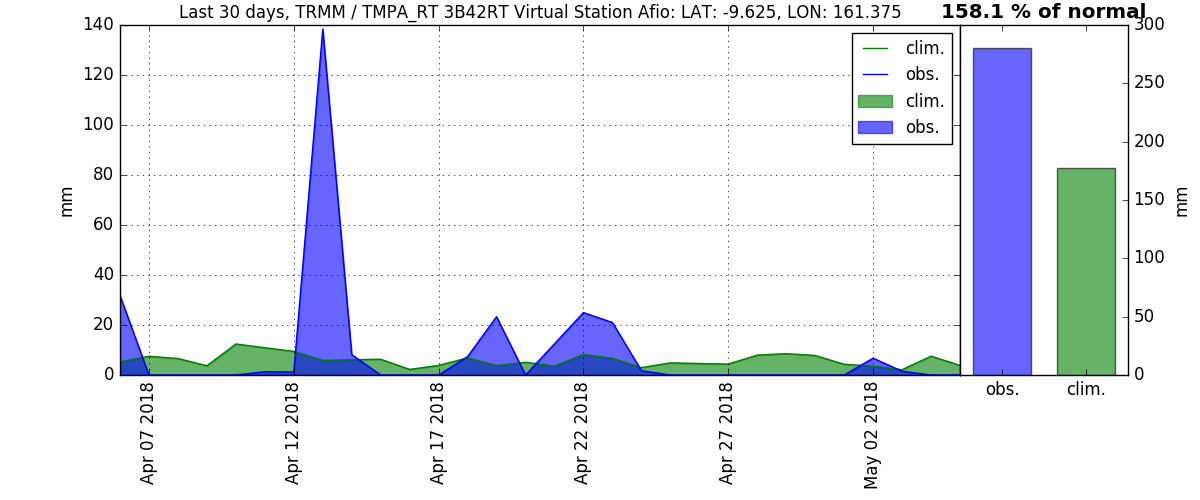 Last 30 days, TRMM / TMPA_RT 3B42RT Virtual Station Afio: LAT: -9.625, LON: 161.375
158.1 % of normal
140
120
100
80
60
40
20
0
mm
clim.
obs.
clim.
obs.
Apr 07 2018
Apr 12 2018
Apr 17 2018
Apr 22 2018
Apr 27 2018
May 02 2018
300
250
200
150
100
50
0
mm
obs.
clim.